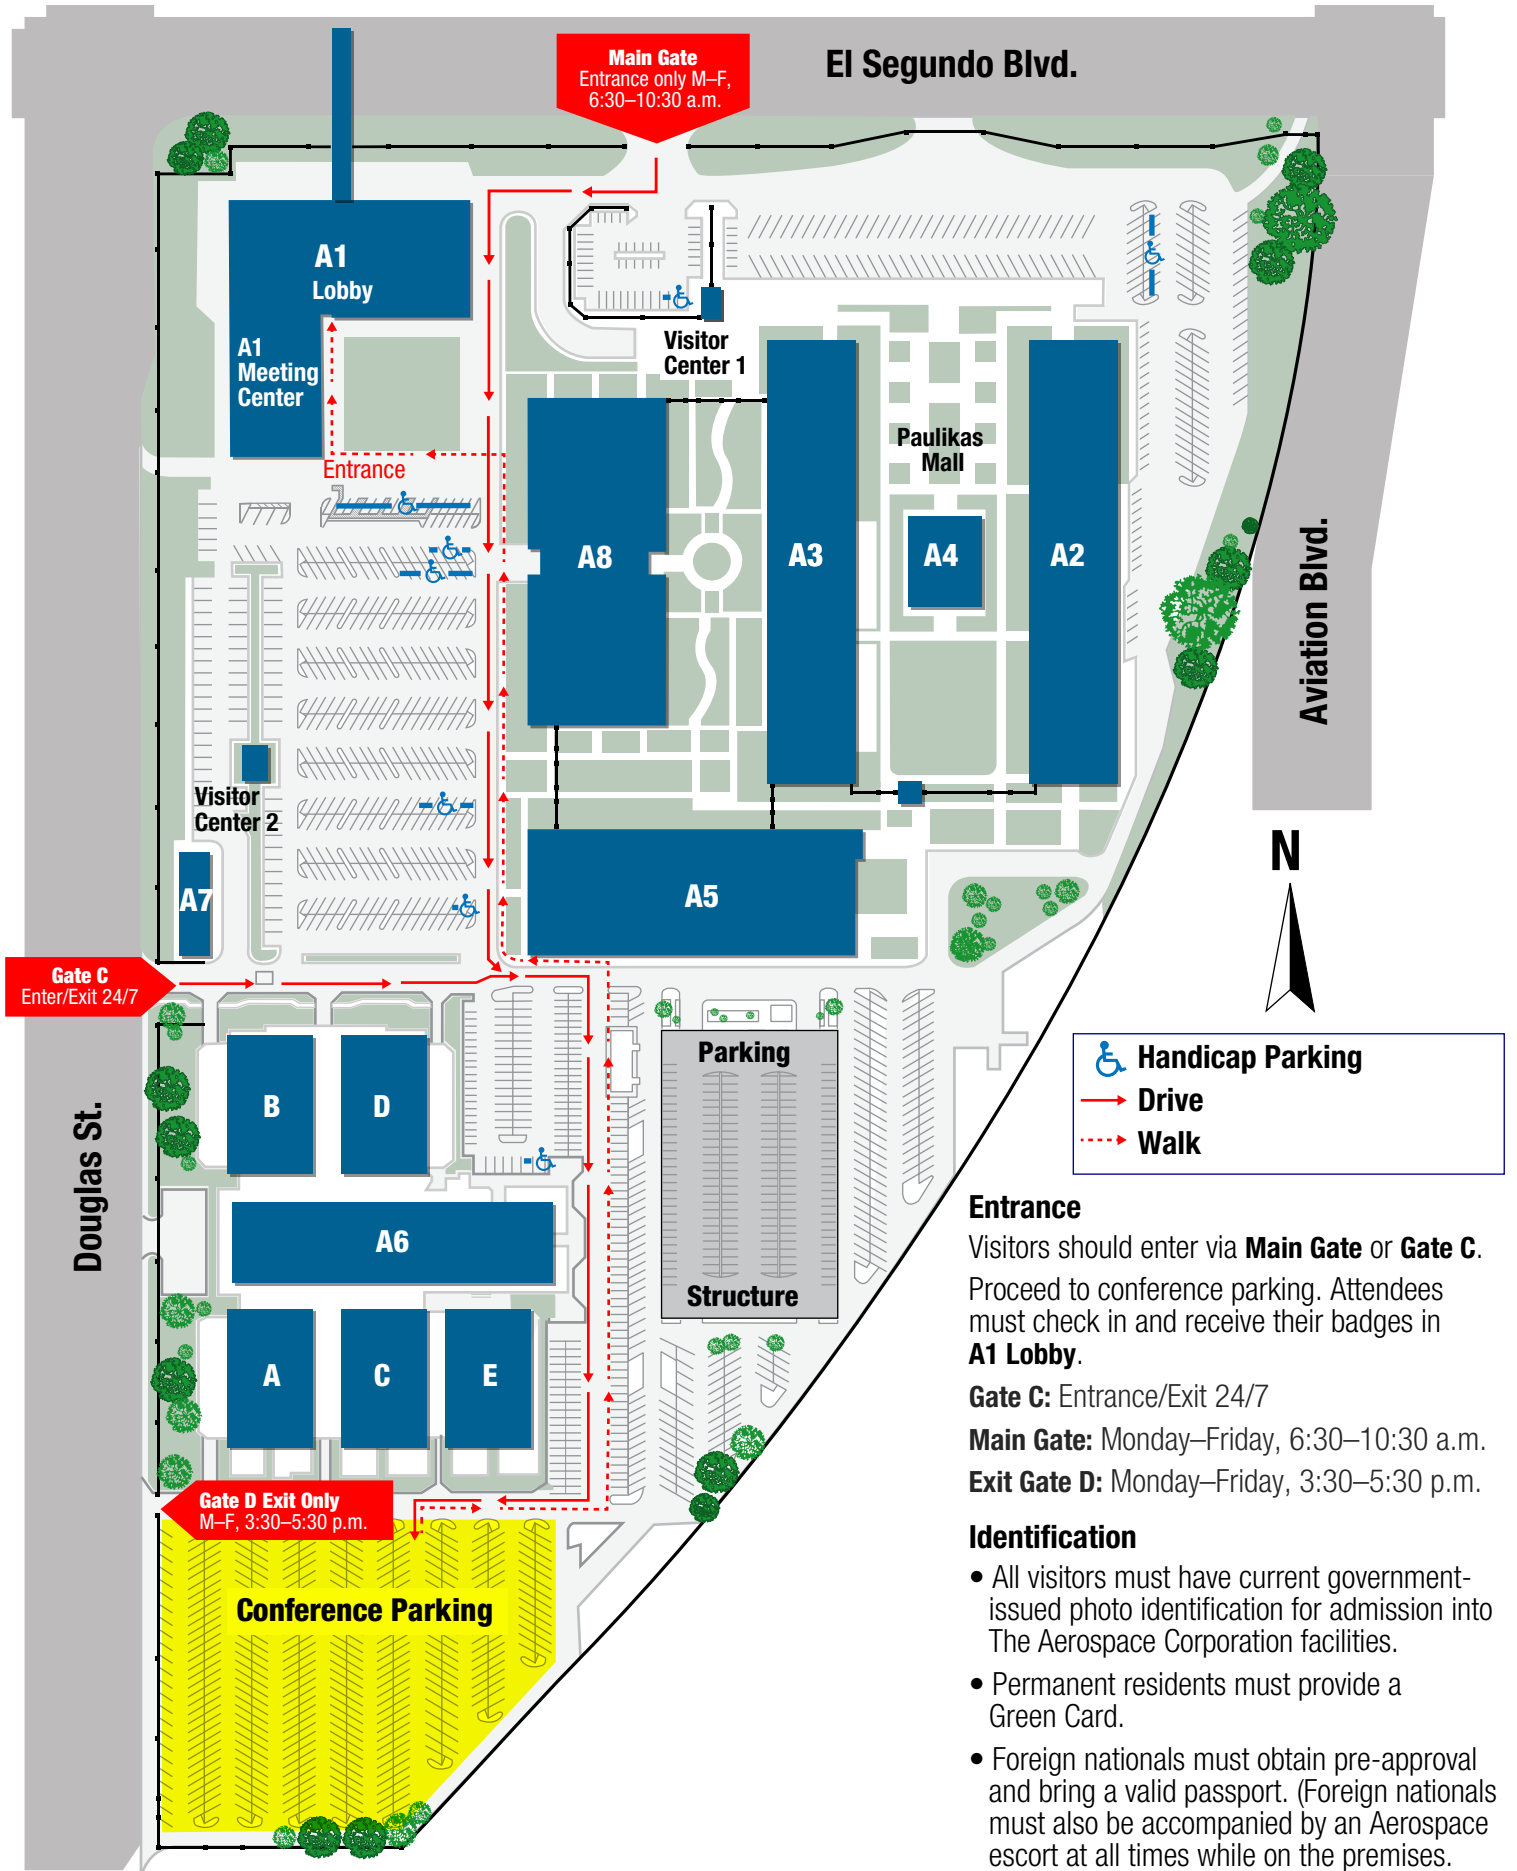 Main Gate
Entrance only M–F,
6:30–10:30 a.m.
El Segundo Blvd.
A1
Lobby
A1
Meeting
Center
Entrance
Visitor
Center 1
Paulikas
Mall
A8
A3
A4
A2
Aviation Blvd.
Visitor
Center 2
A7
A5
N
Gate C
Enter/Exit 24/7
Douglas St.
B
D
A6
A
C
E
Parking
Structure
Handicap Parking
Drive
Walk
Gate D Exit Only
M–F, 3:30–5:30 p.m.
Conference Parking
Entrance
Visitors should enter via Main Gate or Gate C.
Proceed to conference parking. Attendees
must check in and receive their badges in
A1 Lobby.
Gate C: Entrance/Exit 24/7
Main Gate: Monday–Friday, 6:30–10:30 a.m.
Exit Gate D: Monday–Friday, 3:30–5:30 p.m.
Identification
• All visitors must have current government-
issued photo identification for admission into
The Aerospace Corporation facilities.
• Permanent residents must provide a
Green Card.
• Foreign nationals must obtain pre-approval
and bring a valid passport. (Foreign nationals
must also be accompanied by an Aerospace
escort at all times while on the premises.